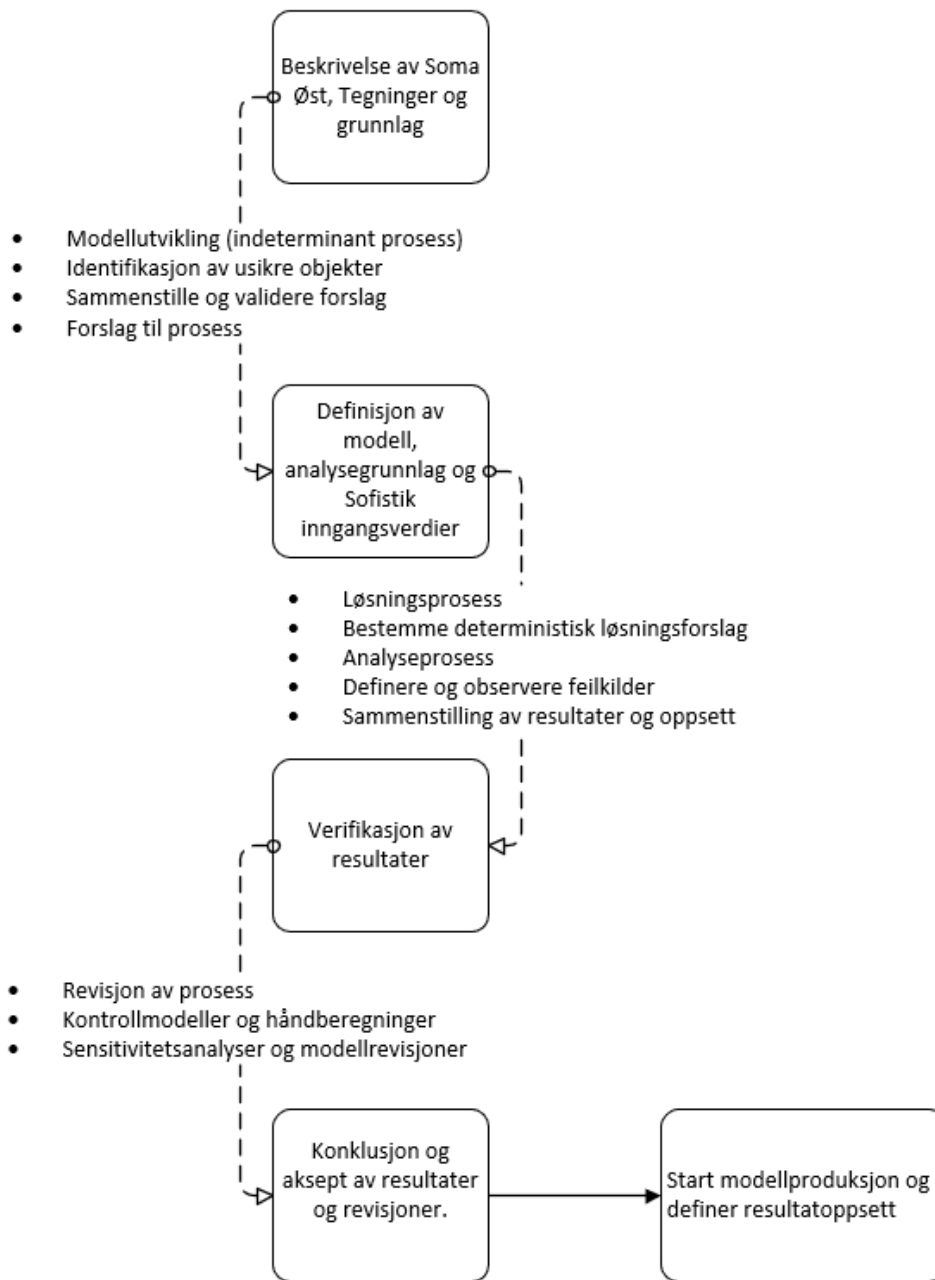 Beskrivelse av Soma
Øst, Tegninger og
grunnlag
• Modellutvikling (indeterminant prosess)
• Identifikasjon av usikre objekter
• Sammenstille og validere forslag
• Forslag til prosess
Definisjon av
modell,
analysegrunnlag og
Sofistik
inngangsverdier
• Løsningsprosess
• Bestemme deterministisk løsningsforslag
• Analyseprosess
• Definere og observere feilkilder
• Sammenstilling av resultater og oppsett
Verifikasjon av
resultater
• Revisjon av prosess
• Kontrollmodeller og håndberegninger
• Sensitivitetsanalyser og modellrevisjoner
Konklusjon og
aksept av resultater
og revisjoner.
Start modellproduksjon og
definer resultatoppsett